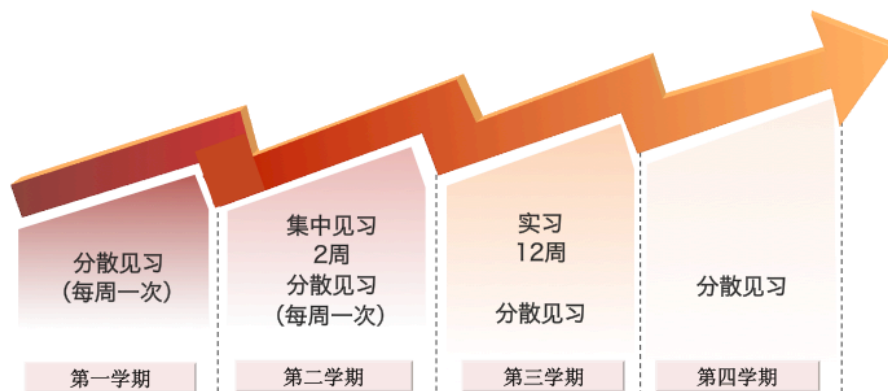 分散见习
(每周一次)
集中见习
2周
分散见习
(每周一次)
实习
12周
分散见习
分散见习
第一学期
第二学期
第三学期
第四学期